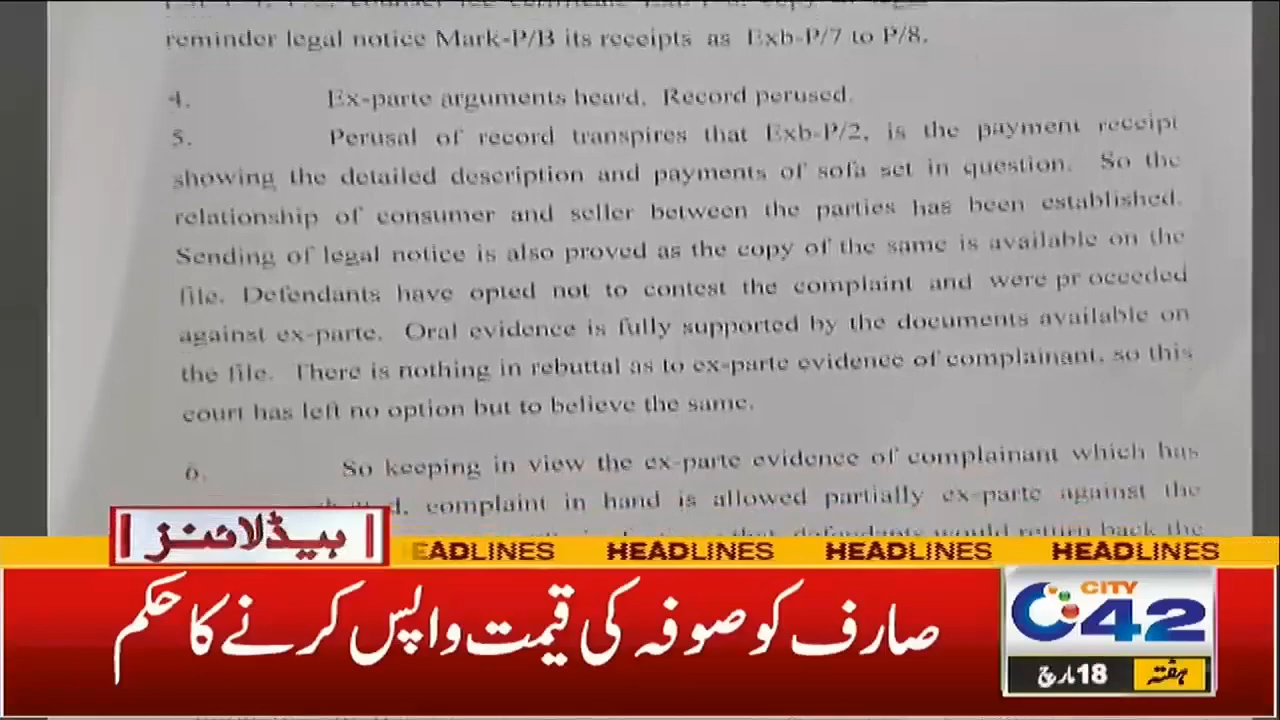 reminder legal notice Mark-P/B its receipts as Exb-P/7 to P/8.
4. Ex-parte arguments heard. Record perused.
5. Perusal of record transpires that Exb-P/2, is the payment receipt
showing the detailed description and payments of sofa set in question. So the
relationship of consumer and seller between the parties has been established.
Sending of legal notice is also proved as the copy of the same is available on the
file. Defendants have opted not to contest the complaint and were pr oceeded
against ex-parte. Oral evidence is fully supported by the documents available on
the file. There is nothing in rebuttal as to ex-parte evidence of complainant, so this
court has left no option but to believe the same.
6. So keeping in view the ex-parte evidence of complainant which has
complaint in hand is allowed partially ex-parte against the
that defendants would return back the
ہیڈلائنز
EADLINES HEADLINES HEADLINES HEADLINES
صارف کو صوفہ کی قیمت واپس کرنے کا حکم
CITY
42
ہفتہ 18 مارچ